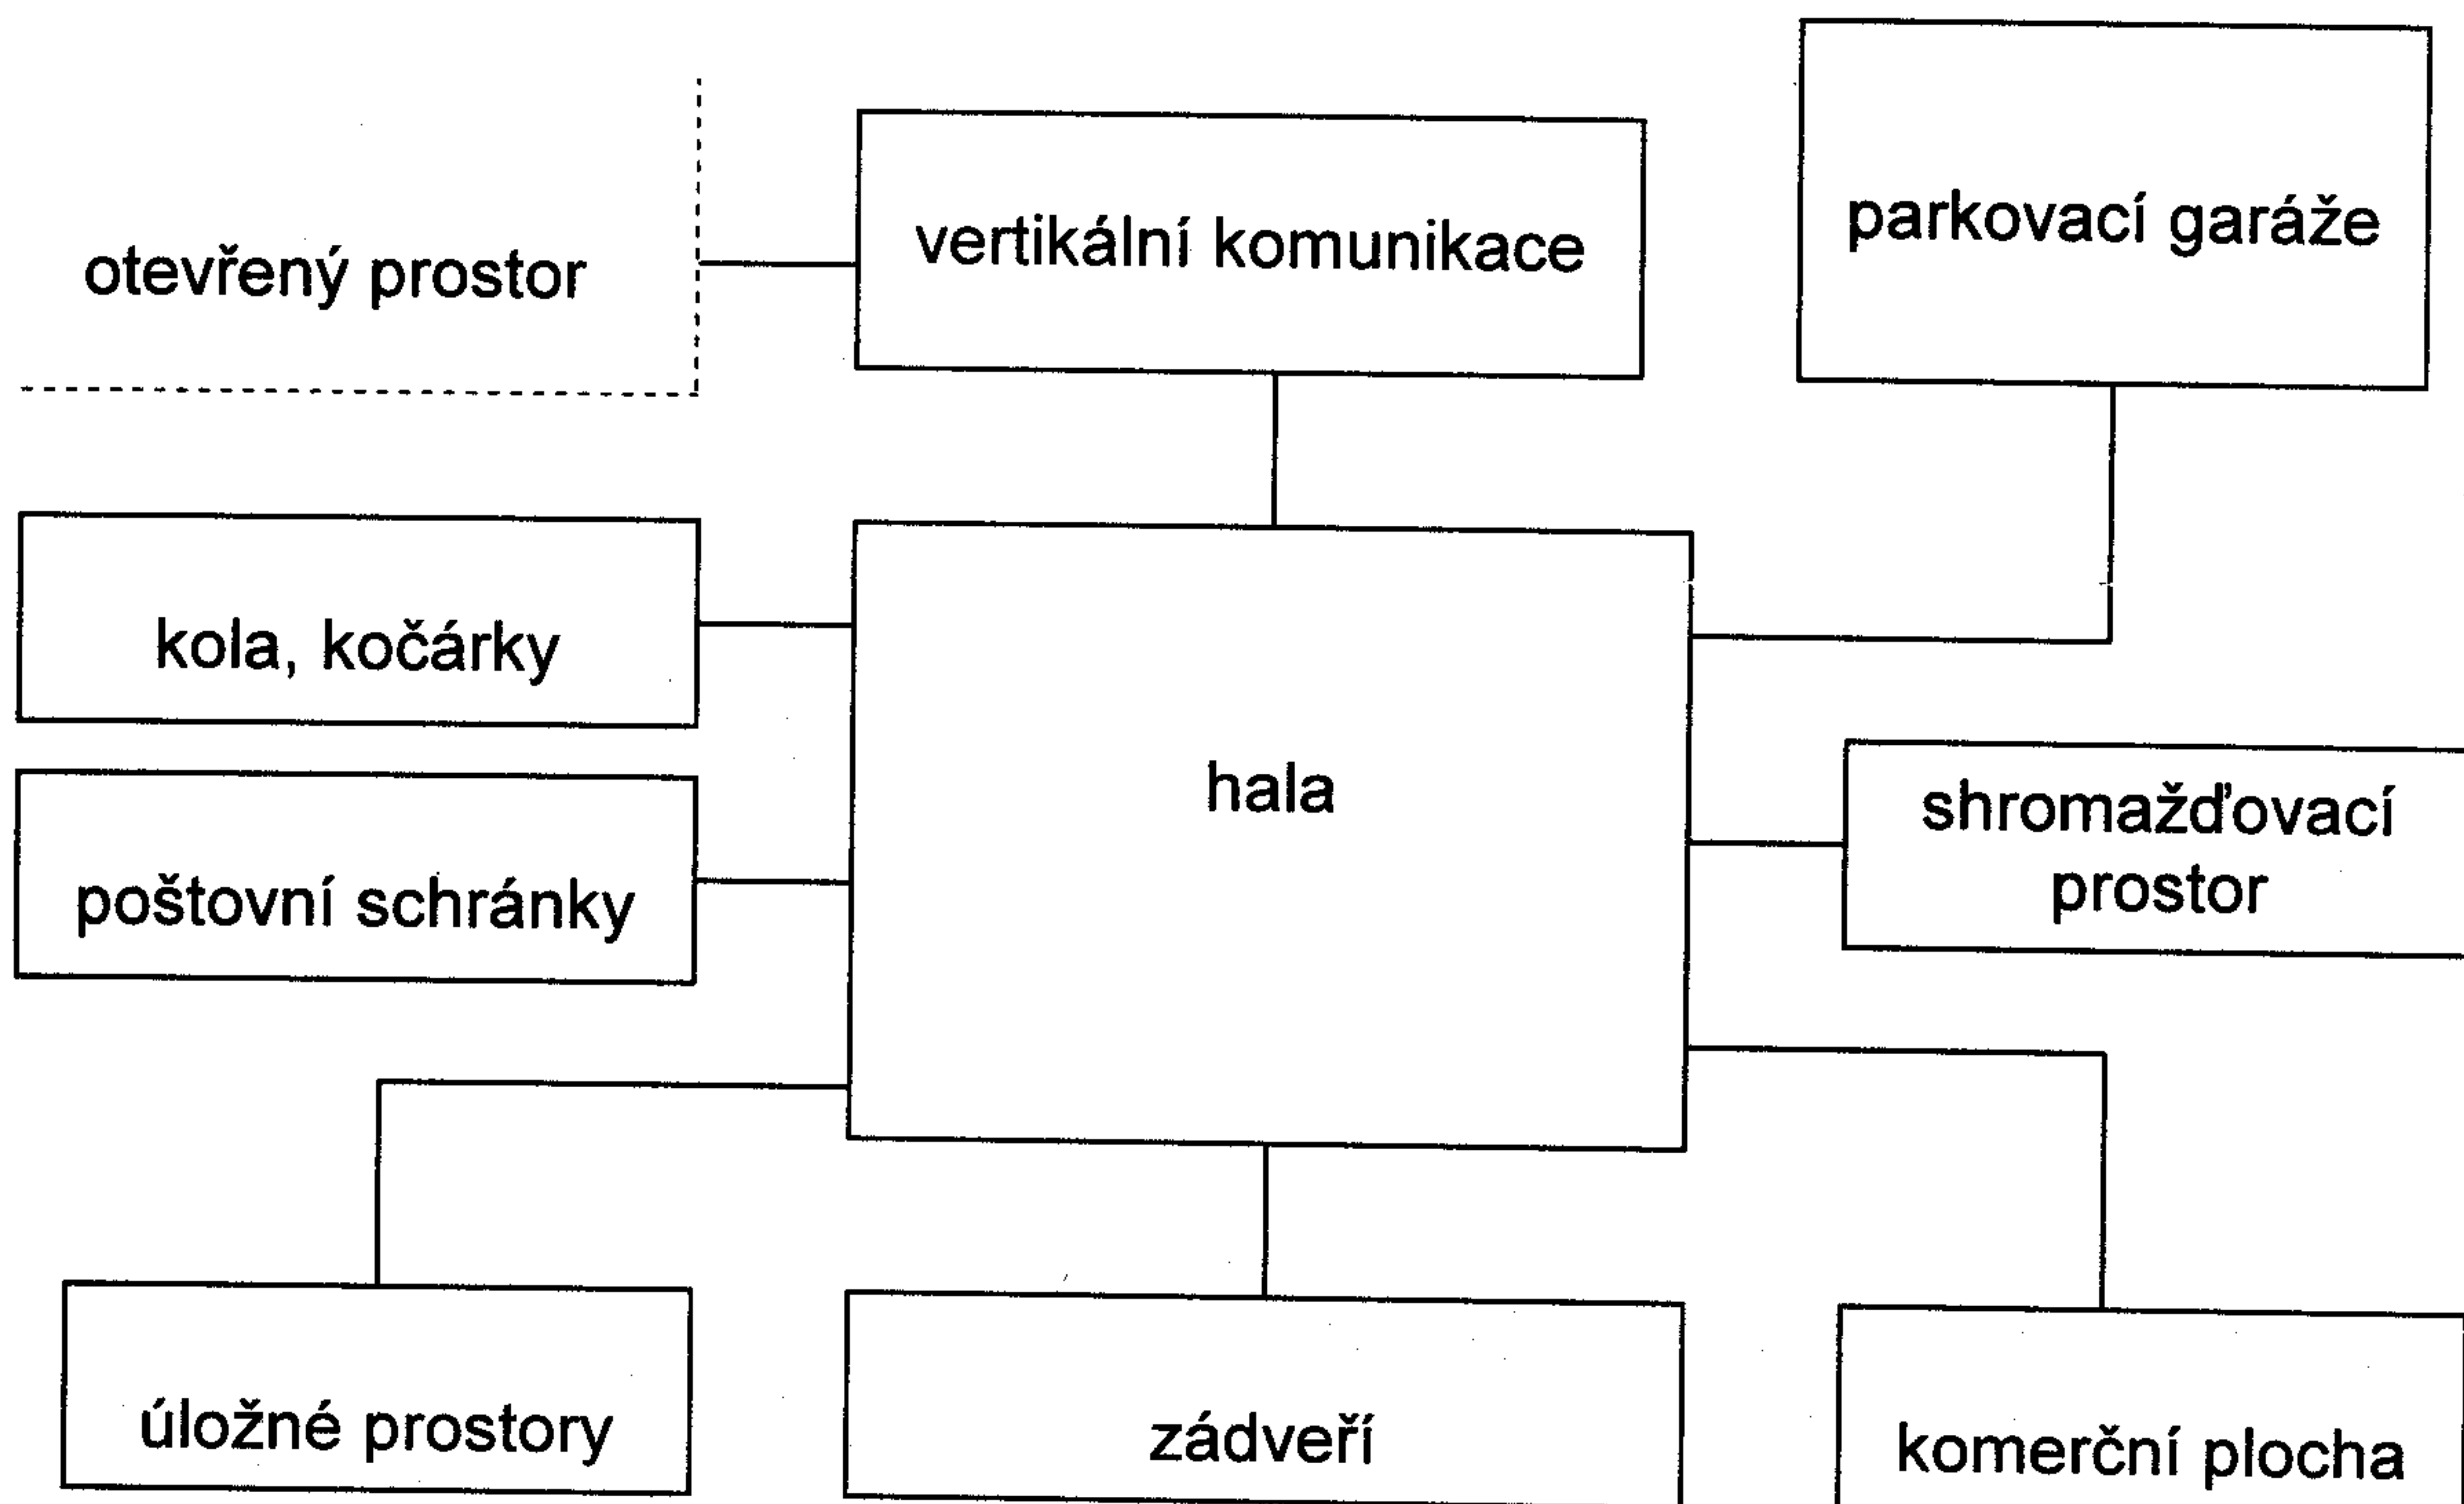 otevřený prostor
vertikální komunikace
parkovací garáže
kola, kočárky
hala
poštovní schránky
shromažďovací
prostor
úložné prostory
zádveří
komerční plocha